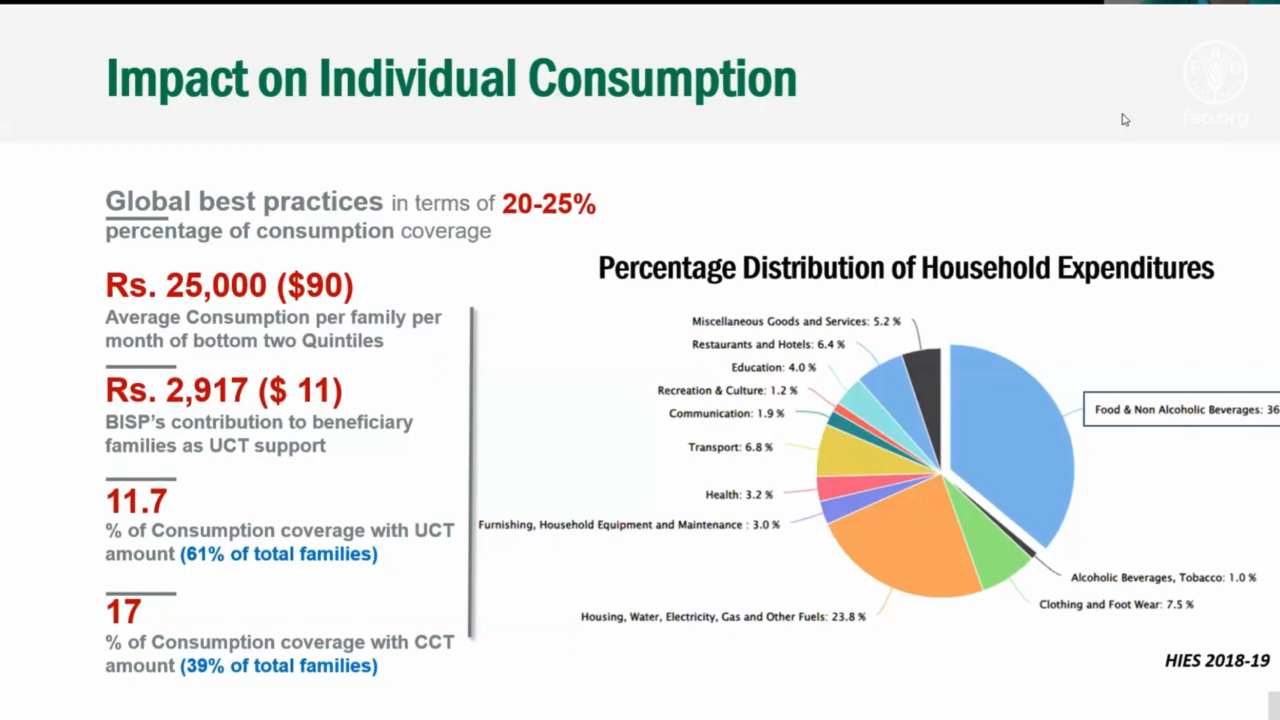 Impact on Individual Consumption
FAO
fao.org
Global best practices in terms of 20-25%
percentage of consumption coverage
Rs. 25,000 ($90)
Average Consumption per family per
month of bottom two Quintiles
Rs. 2,917 ($ 11)
BISP's contribution to beneficiary
families as UCT support
11.7
% of Consumption coverage with UCT
amount (61% of total families)
17
% of Consumption coverage with CCT
amount (39% of total families)
Percentage Distribution of Household Expenditures
Miscellaneous Goods and Services: 5.2 %
Restaurants and Hotels: 6.4 %
Education: 4.0 %
Recreation & Culture: 1.2 %
Communication: 1.9 %
Transport: 6.8 %
Health: 3.2 %
Furnishing, Household Equipment and Maintenance : 3.0 %
Housing, Water, Electricity, Gas and Other Fuels: 23.8 %
Food & Non Alcoholic Beverages: 36
Alcoholic Beverages, Tobacco: 1.0 %
Clothing and Foot Wear: 7.5 %
HIES 2018-19